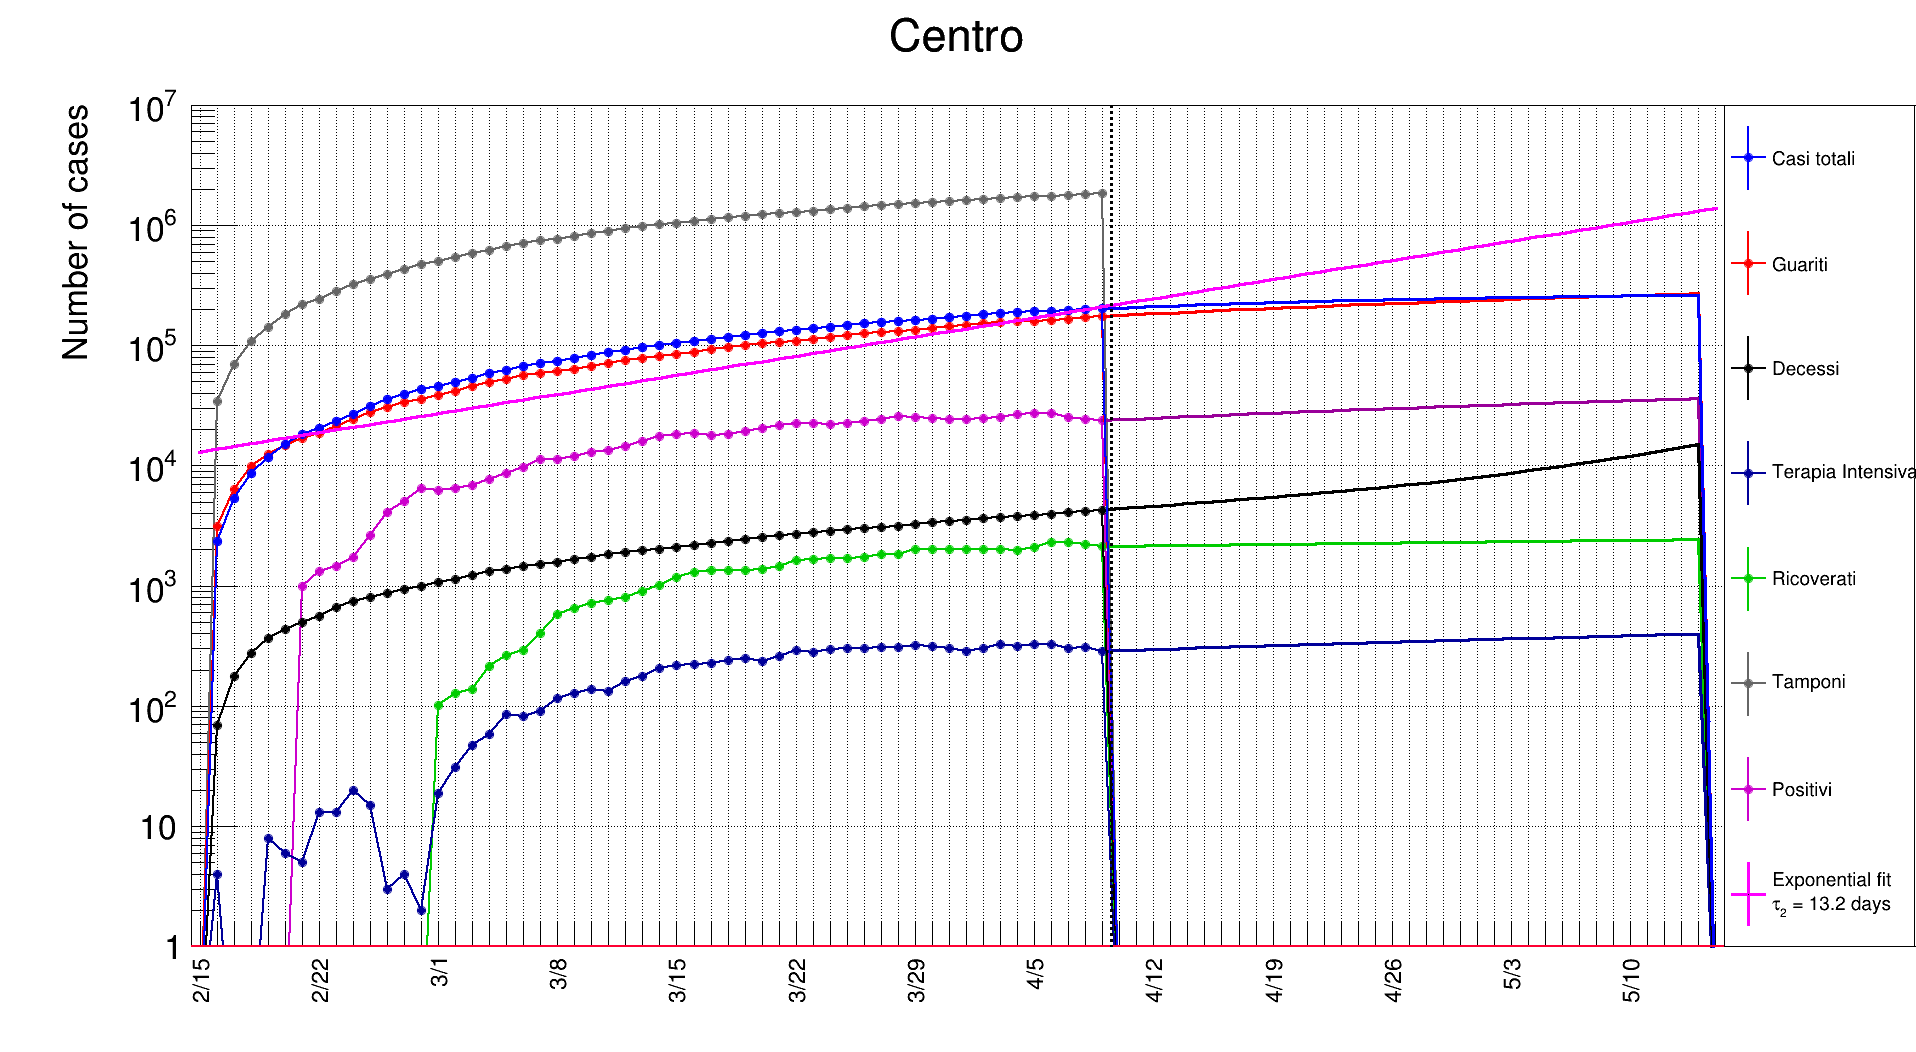 Centro
Number of cases
10^7
10^6
10^5
10^4
10^3
10^2
10
1
2/15
2/22
3/1
3/8
3/15
3/22
3/29
4/5
4/12
4/19
4/26
5/3
5/10
Casi totali
Guariti
Decessi
Terapia Intensiva
Ricoverati
Tamponi
Positivi
Exponential fit
τ_2 = 13.2 days